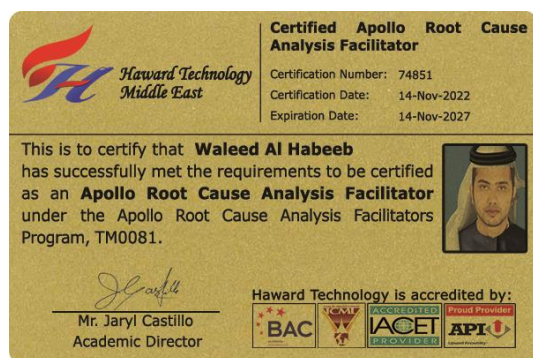 Haward Technology
Middle East
Certified Apollo Root Cause
Analysis Facilitator
Certification Number: 74851
Certification Date: 14-Nov-2022
Expiration Date: 14-Nov-2027
This is to certify that Waleed Al Habeeb
has successfully met the requirements to be certified
as an Apollo Root Cause Analysis Facilitator
under the Apollo Root Cause Analysis Facilitators
Program, TM0081.
Mr. Jaryl Castillo
Academic Director
Haward Technology is accredited by:
BAC
ICML
ACCREDITED
IACET
PROVIDER
Proud Provider
API U